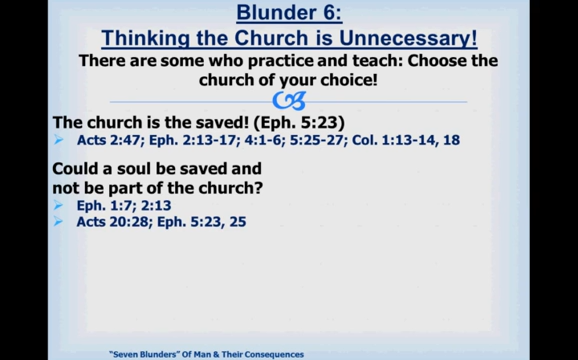 Blunder 6:
Thinking the Church is Unnecessary!
There are some who practice and teach: Choose the
church of your choice!
The church is the saved! (Eph. 5:23)
Acts 2:47; Eph. 2:13-17; 4:1-6; 5:25-27; Col. 1:13-14, 18
Could a soul be saved and
not be part of the church?
Eph. 1:7; 2:13
Acts 20:28; Eph. 5:23, 25
"Seven Blunders" Of Man & Their Consequences